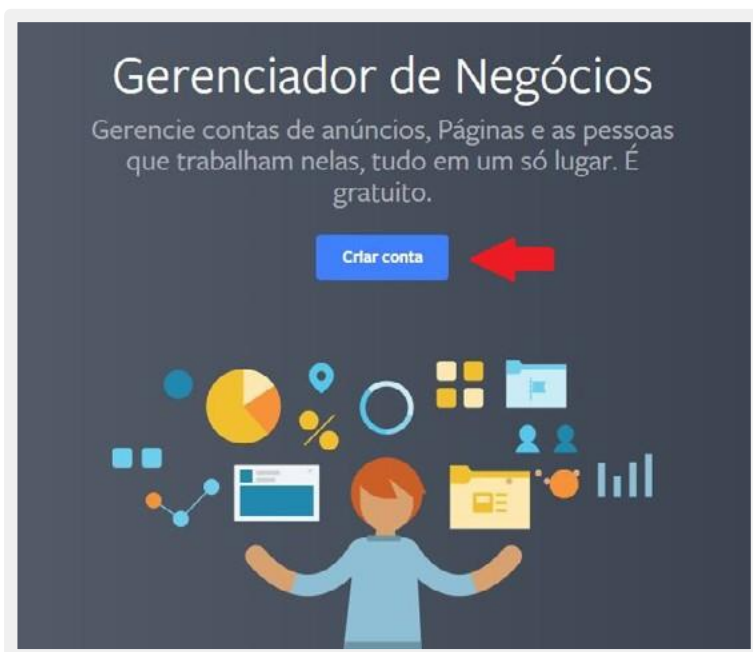 Gerenciador de Negócios
Gerencie contas de anúncios, Páginas e as pessoas
que trabalham nelas, tudo em um só lugar. É
gratuito.
Criar conta